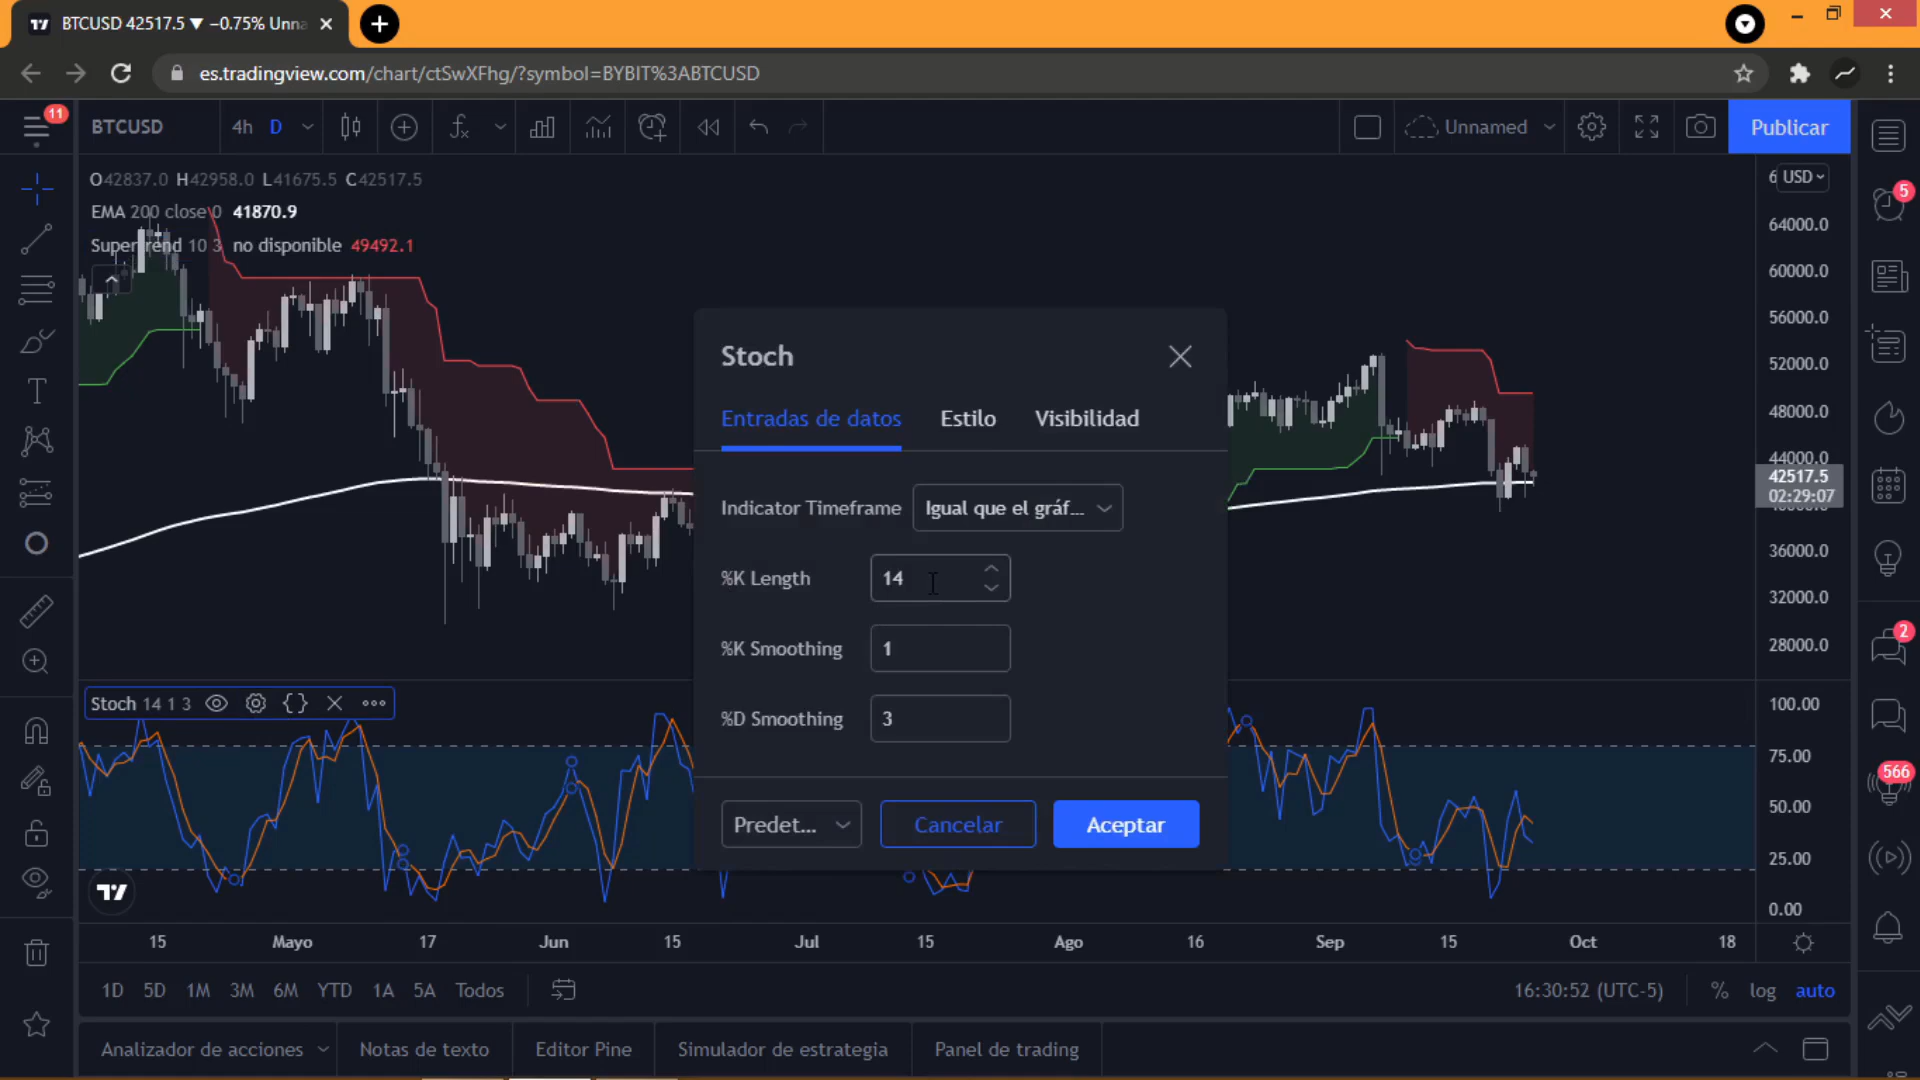 BTCUSD 42517.5 ▼ −0.75% Unna
es.tradingview.com/chart/ctSwXFhg/?symbol=BYBIT%3ABTCUSD
11
BTCUSD 4h D Unnamed Publicar
O42837.0 H42958.0 L41675.5 C42517.5
EMA 200 close 0 41870.9
SuperTrend 10 3 no disponible 49492.1
6 USD
64000.0
60000.0
56000.0
52000.0
48000.0
44000.0
42517.5
02:29:07
36000.0
32000.0
28000.0
5
2
566
Stoch
Entradas de datos Estilo Visibilidad
Indicator Timeframe Igual que el gráf...
%K Length 14
%K Smoothing 1
%D Smoothing 3
Predet... Cancelar Aceptar
Stoch 14 1 3
100.00
75.00
50.00
25.00
0.00
15 Mayo 17 Jun 15 Jul 15 Ago 16 Sep 15 Oct 18
1D 5D 1M 3M 6M YTD 1A 5A Todos 16:30:52 (UTC-5) % log auto
Analizador de acciones Notas de texto Editor Pine Simulador de estrategia Panel de trading